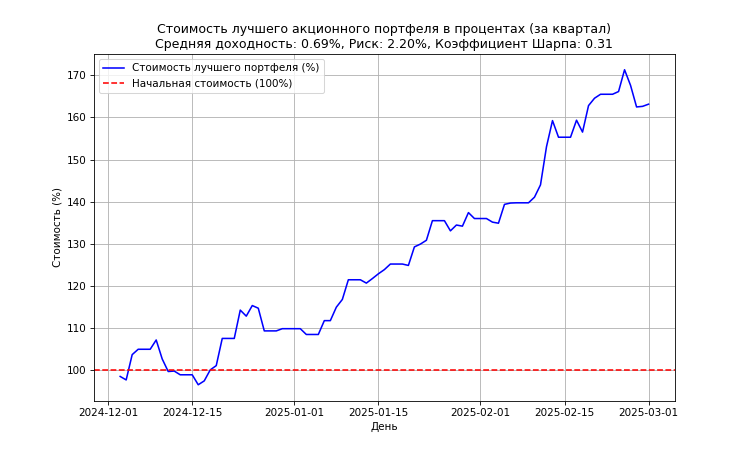 Стоимость лучшего акционного портфеля в процентах (за квартал)
Средняя доходность: 0.69%, Риск: 2.20%, Коэффициент Шарпа: 0.31
Стоимость лучшего портфеля (%)
Начальная стоимость (100%)
Стоимость (%)
170
160
150
140
130
120
110
100
2024-12-01
2024-12-15
2025-01-01
2025-01-15
2025-02-01
2025-02-15
2025-03-01
День